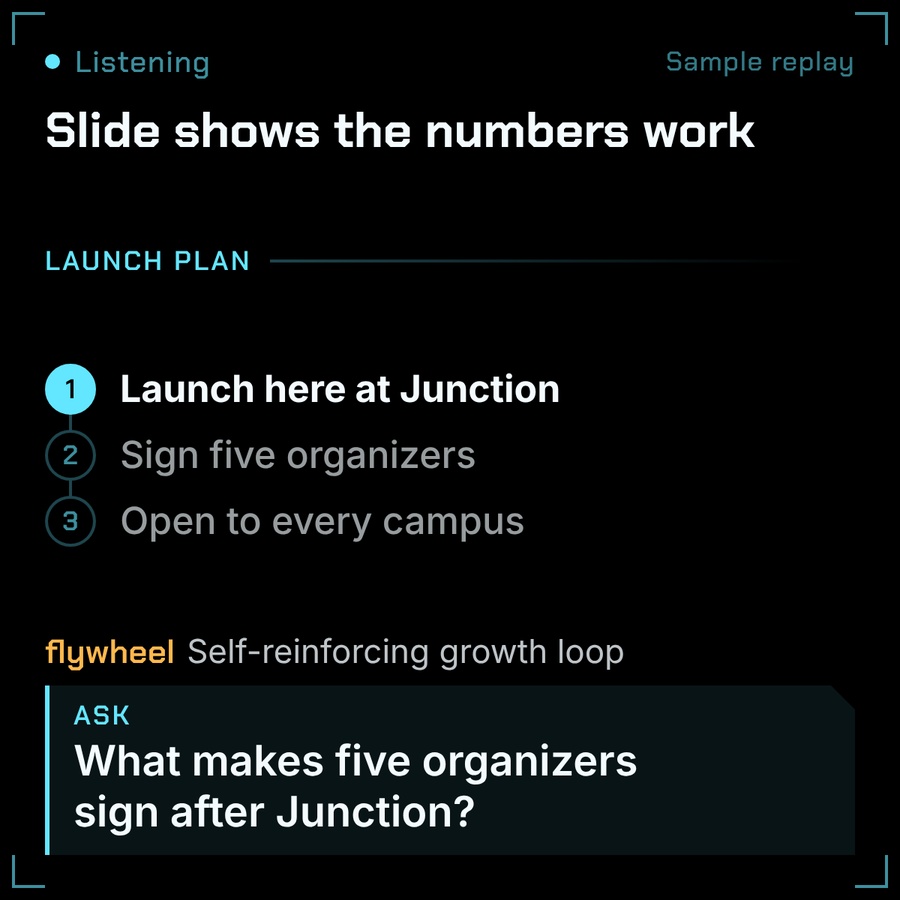 Listening
Sample replay
Slide shows the numbers work
LAUNCH PLAN
1 Launch here at Junction
2 Sign five organizers
3 Open to every campus
flywheel Self-reinforcing growth loop
ASK
What makes five organizers
sign after Junction?